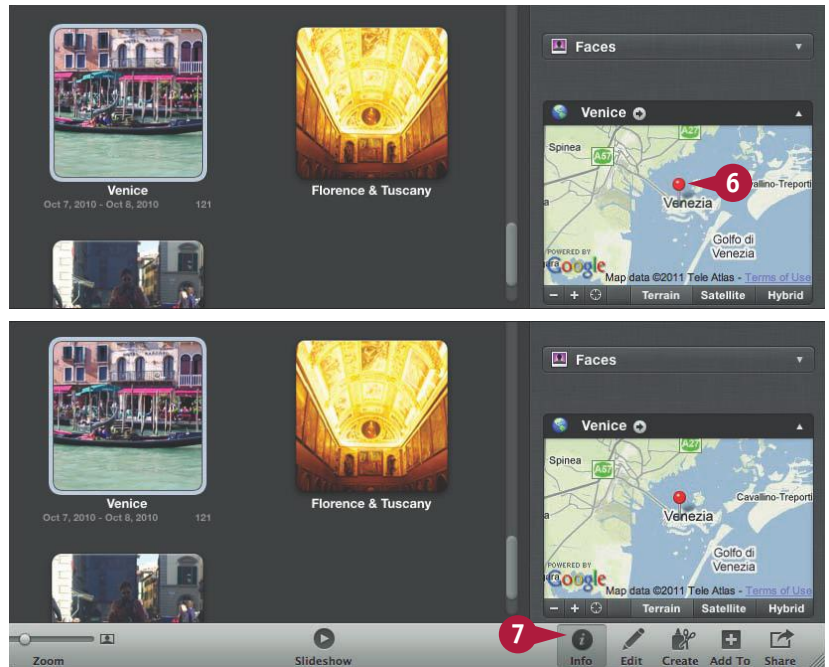 Faces
Venice
Spinea
A27
A57
6
vallino-Treporti
Venezia
a
Golfo di
Venezia
POWERED BY
Google
Map data ©2011 Tele Atlas - Terms of Use
− + Terrain Satellite Hybrid
Venice
Oct 7, 2010 - Oct 8, 2010 121
Florence & Tuscany
Faces
Venice
Spinea
A27
A57
Cavallino-Treporti
Venezia
a
Golfo di
Venezia
POWERED BY
Google
Map data ©2011 Tele Atlas - Terms of Use
− + Terrain Satellite Hybrid
Venice
Oct 7, 2010 - Oct 8, 2010 121
Florence & Tuscany
7
Zoom Slideshow Info Edit Create Add To Share